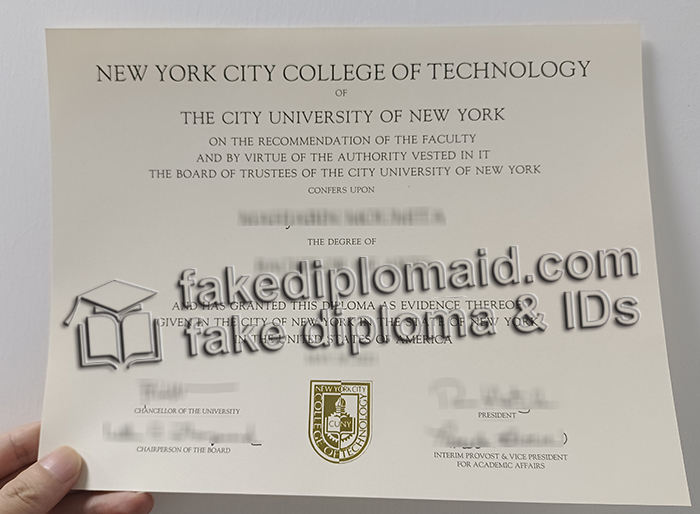 NEW YORK CITY COLLEGE OF TECHNOLOGY
OF
THE CITY UNIVERSITY OF NEW YORK
ON THE RECOMMENDATION OF THE FACULTY
AND BY VIRTUE OF THE AUTHORITY VESTED IN IT
THE BOARD OF TRUSTEES OF THE CITY UNIVERSITY OF NEW YORK
CONFERS UPON
THE DEGREE OF
fakediplomaid.com
AND HAS GRANTED THIS DIPLOMA AS EVIDENCE THEREOF
GIVEN IN THE CITY OF NEW YORK IN THE STATE OF NEW YORK
fake diploma & IDs
IN THE UNITED STATES OF AMERICA
CHANCELLOR OF THE UNIVERSITY
PRESIDENT
NEW YORK CITY
COLLEGE OF TECHNOLOGY
CUNY
CHAIRPERSON OF THE BOARD
INTERIM PROVOST & VICE PRESIDENT
FOR ACADEMIC AFFAIRS